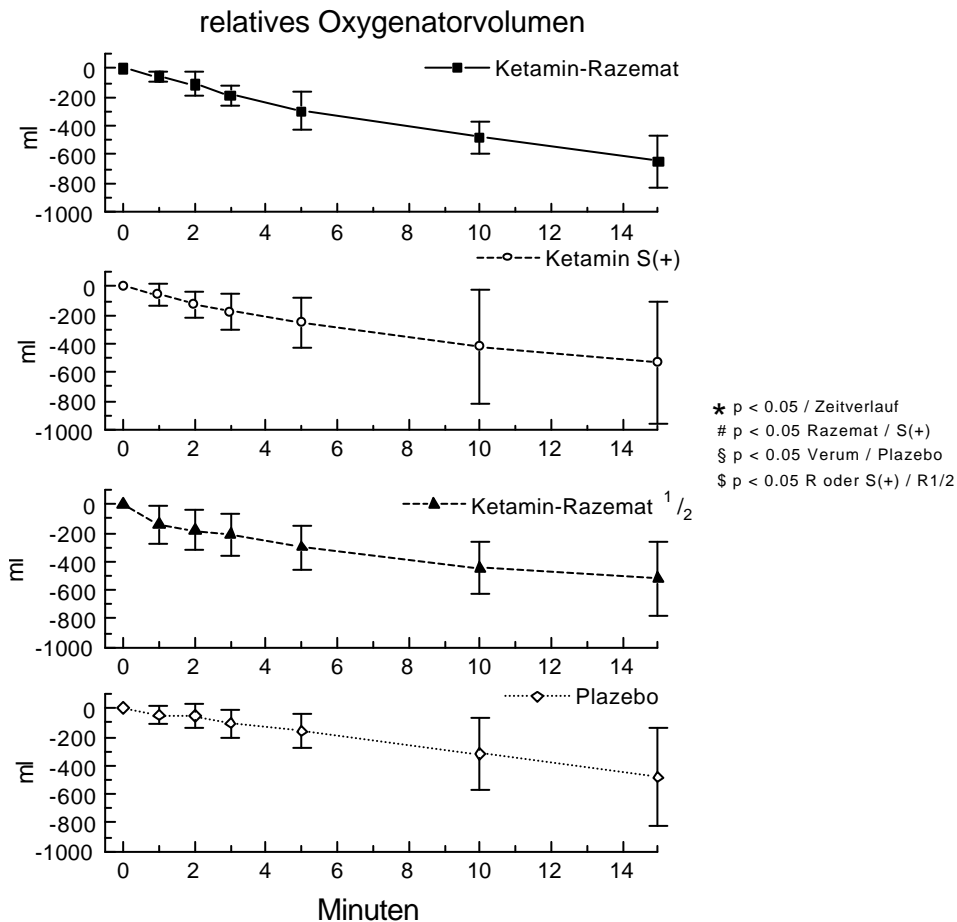 relatives Oxygenatorvolumen
Ketamin-Razemat
0
-200
-400
-600
-800
-1000
ml
0 2 4 6 8 10 12 14
Ketamin S(+)
0
-200
-400
-600
-800
-1000
ml
0 2 4 6 8 10 12 14
* p < 0.05 / Zeitverlauf
# p < 0.05 Razemat / S(+)
§ p < 0.05 Verum / Plazebo
$ p < 0.05 R oder S(+) / R1/2
Ketamin-Razemat 1/2
0
-200
-400
-600
-800
-1000
ml
0 2 4 6 8 10 12 14
Plazebo
0
-200
-400
-600
-800
-1000
ml
0 2 4 6 8 10 12 14
Minuten